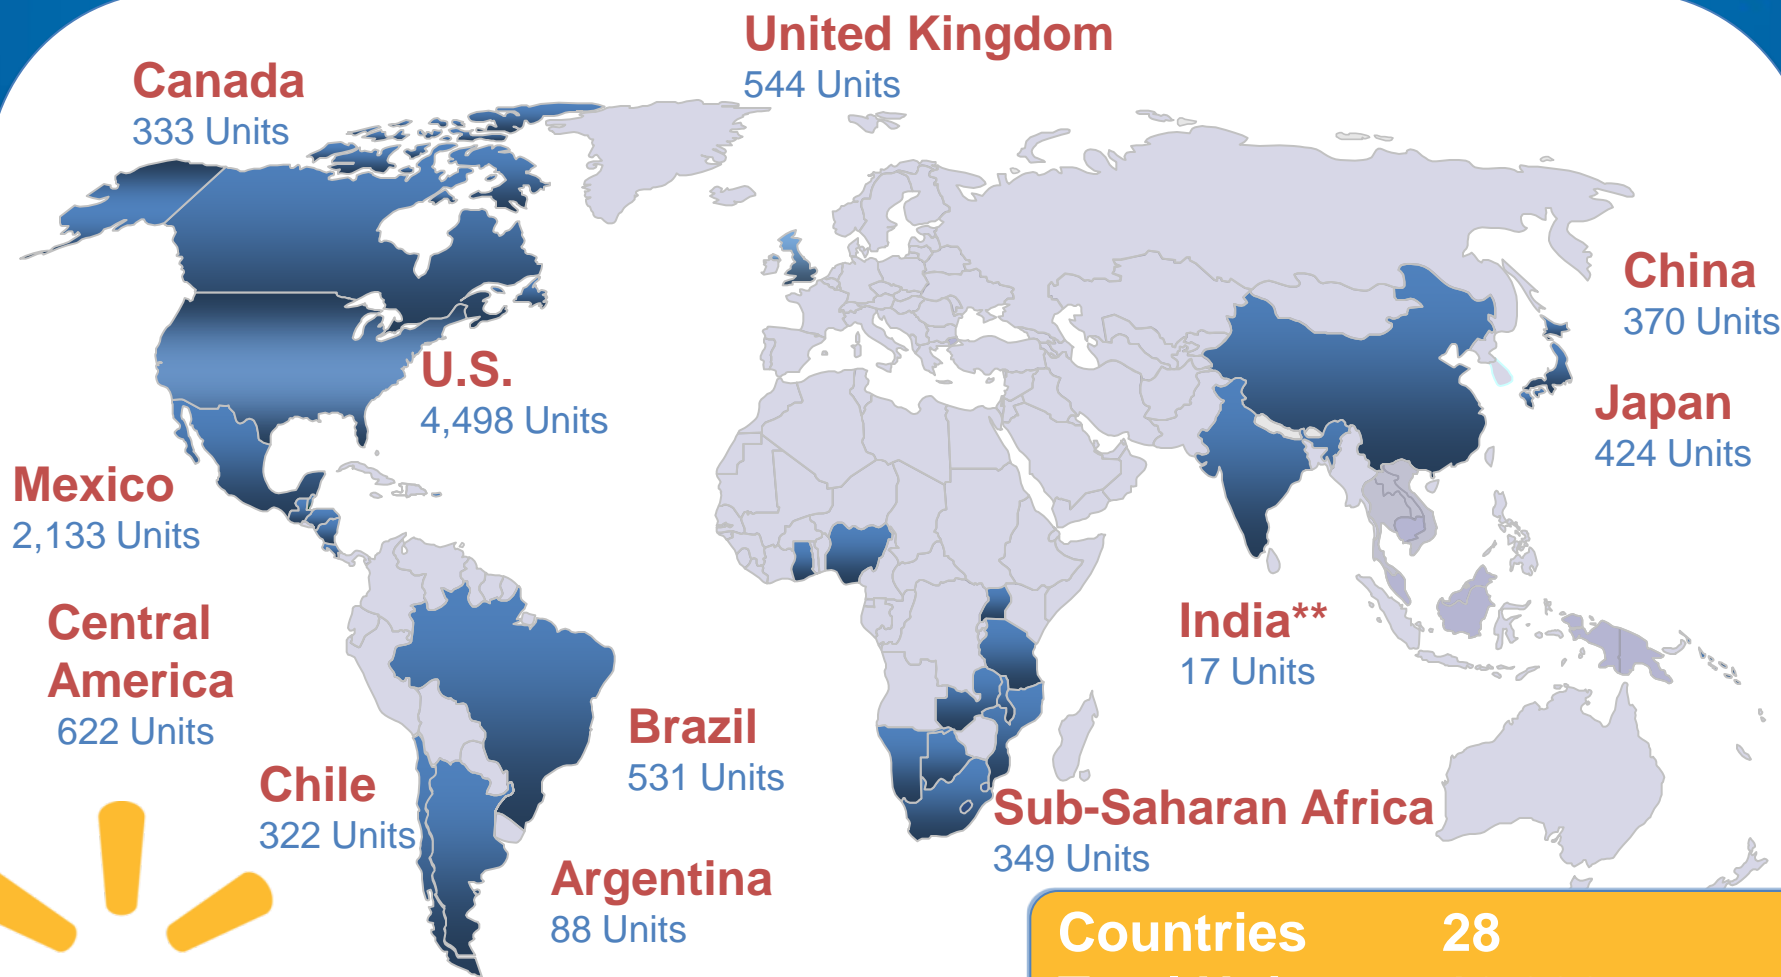 United Kingdom
544 Units
Canada
333 Units
China
370 Units
U.S.
4,498 Units
Japan
424 Units
Mexico
2,133 Units
India**
17 Units
Central
America
622 Units
Brazil
531 Units
Chile
322 Units
Sub-Saharan Africa
349 Units
Argentina
88 Units
Countries 28